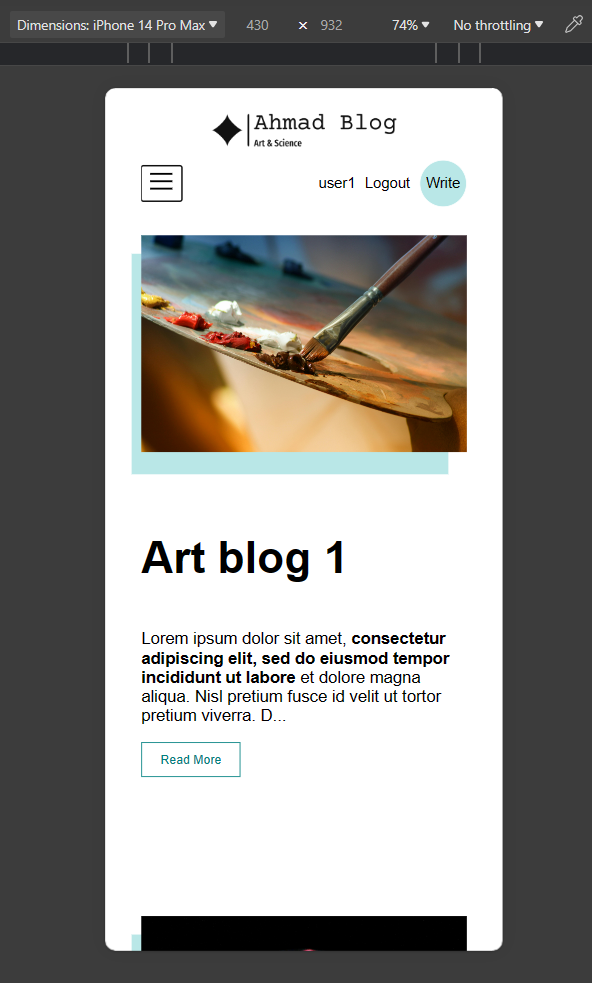 Dimensions: iPhone 14 Pro Max ▼ 430 × 932 74% ▼ No throttling ▼
Ahmad Blog
Art & Science
user1 Logout Write
Art blog 1
Lorem ipsum dolor sit amet, consectetur
adipiscing elit, sed do eiusmod tempor
incididunt ut labore et dolore magna
aliqua. Nisl pretium fusce id velit ut tortor
pretium viverra. D...
Read More